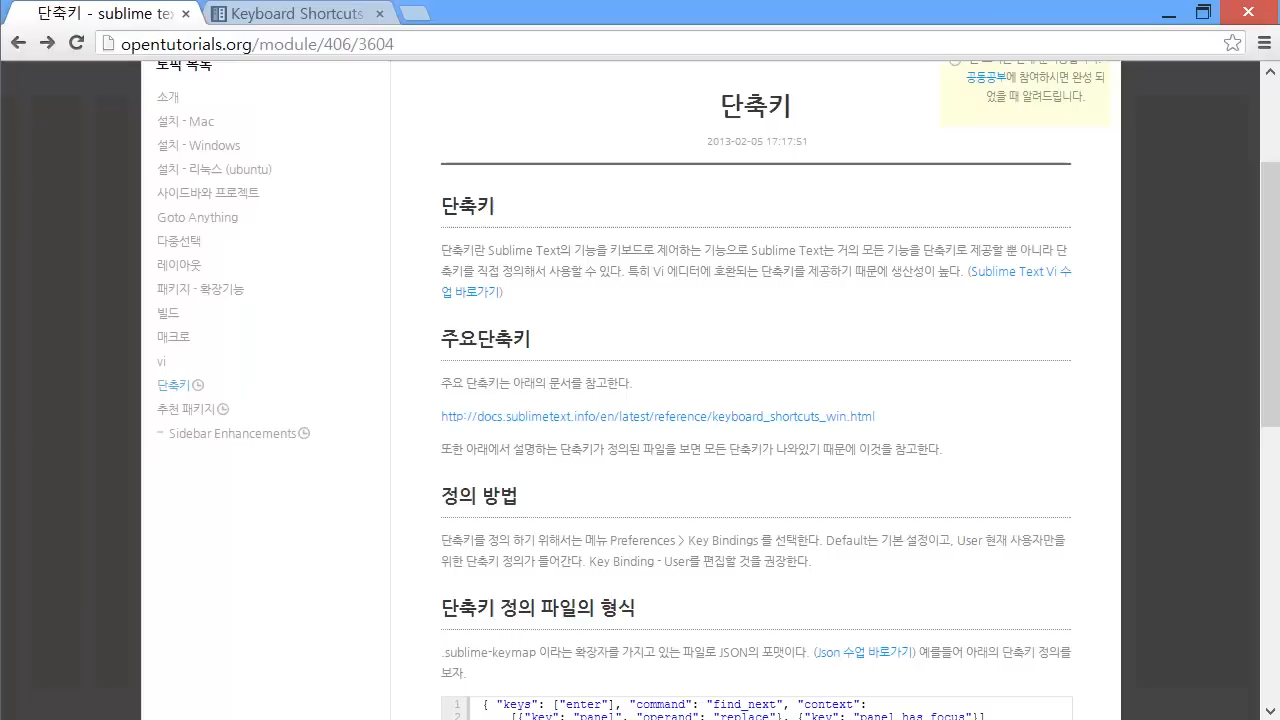 단축키 - sublime te
Keyboard Shortcuts
opentutorials.org/module/406/3604
토픽 목록
소개
설치 - Mac
설치 - Windows
설치 - 리눅스 (ubuntu)
사이드바와 프로젝트
Goto Anything
다중선택
레이아웃
패키지 - 확장기능
빌드
매크로
vi
단축키
추천 패키지
– Sidebar Enhancements
공동공부에 참여하시면 완성 되
었을 때 알려드립니다.
단축키
2013-02-05 17:17:51
단축키
단축키란 Sublime Text의 기능을 키보드로 제어하는 기능으로 Sublime Text는 거의 모든 기능을 단축키로 제공할 뿐 아니라 단
축키를 직접 정의해서 사용할 수 있다. 특히 Vi 에디터에 호환되는 단축키를 제공하기 때문에 생산성이 높다. (Sublime Text Vi 수
업 바로가기)
주요단축키
주요 단축키는 아래의 문서를 참고한다.
http://docs.sublimetext.info/en/latest/reference/keyboard_shortcuts_win.html
또한 아래에서 설명하는 단축키가 정의된 파일을 보면 모든 단축키가 나와있기 때문에 이것을 참고한다.
정의 방법
단축키를 정의 하기 위해서는 메뉴 Preferences > Key Bindings 를 선택한다. Default는 기본 설정이고, User 현재 사용자만을
위한 단축키 정의가 들어간다. Key Binding - User를 편집할 것을 권장한다.
단축키 정의 파일의 형식
.sublime-keymap 이라는 확장자를 가지고 있는 파일로 JSON의 포맷이다. (Json 수업 바로가기) 예를들어 아래의 단축키 정의를
보자.
1 { "keys": ["enter"], "command": "find_next", "context":
2 [{"key": "panel", "operand": "replace"}, {"key": "panel_has_focus"}]